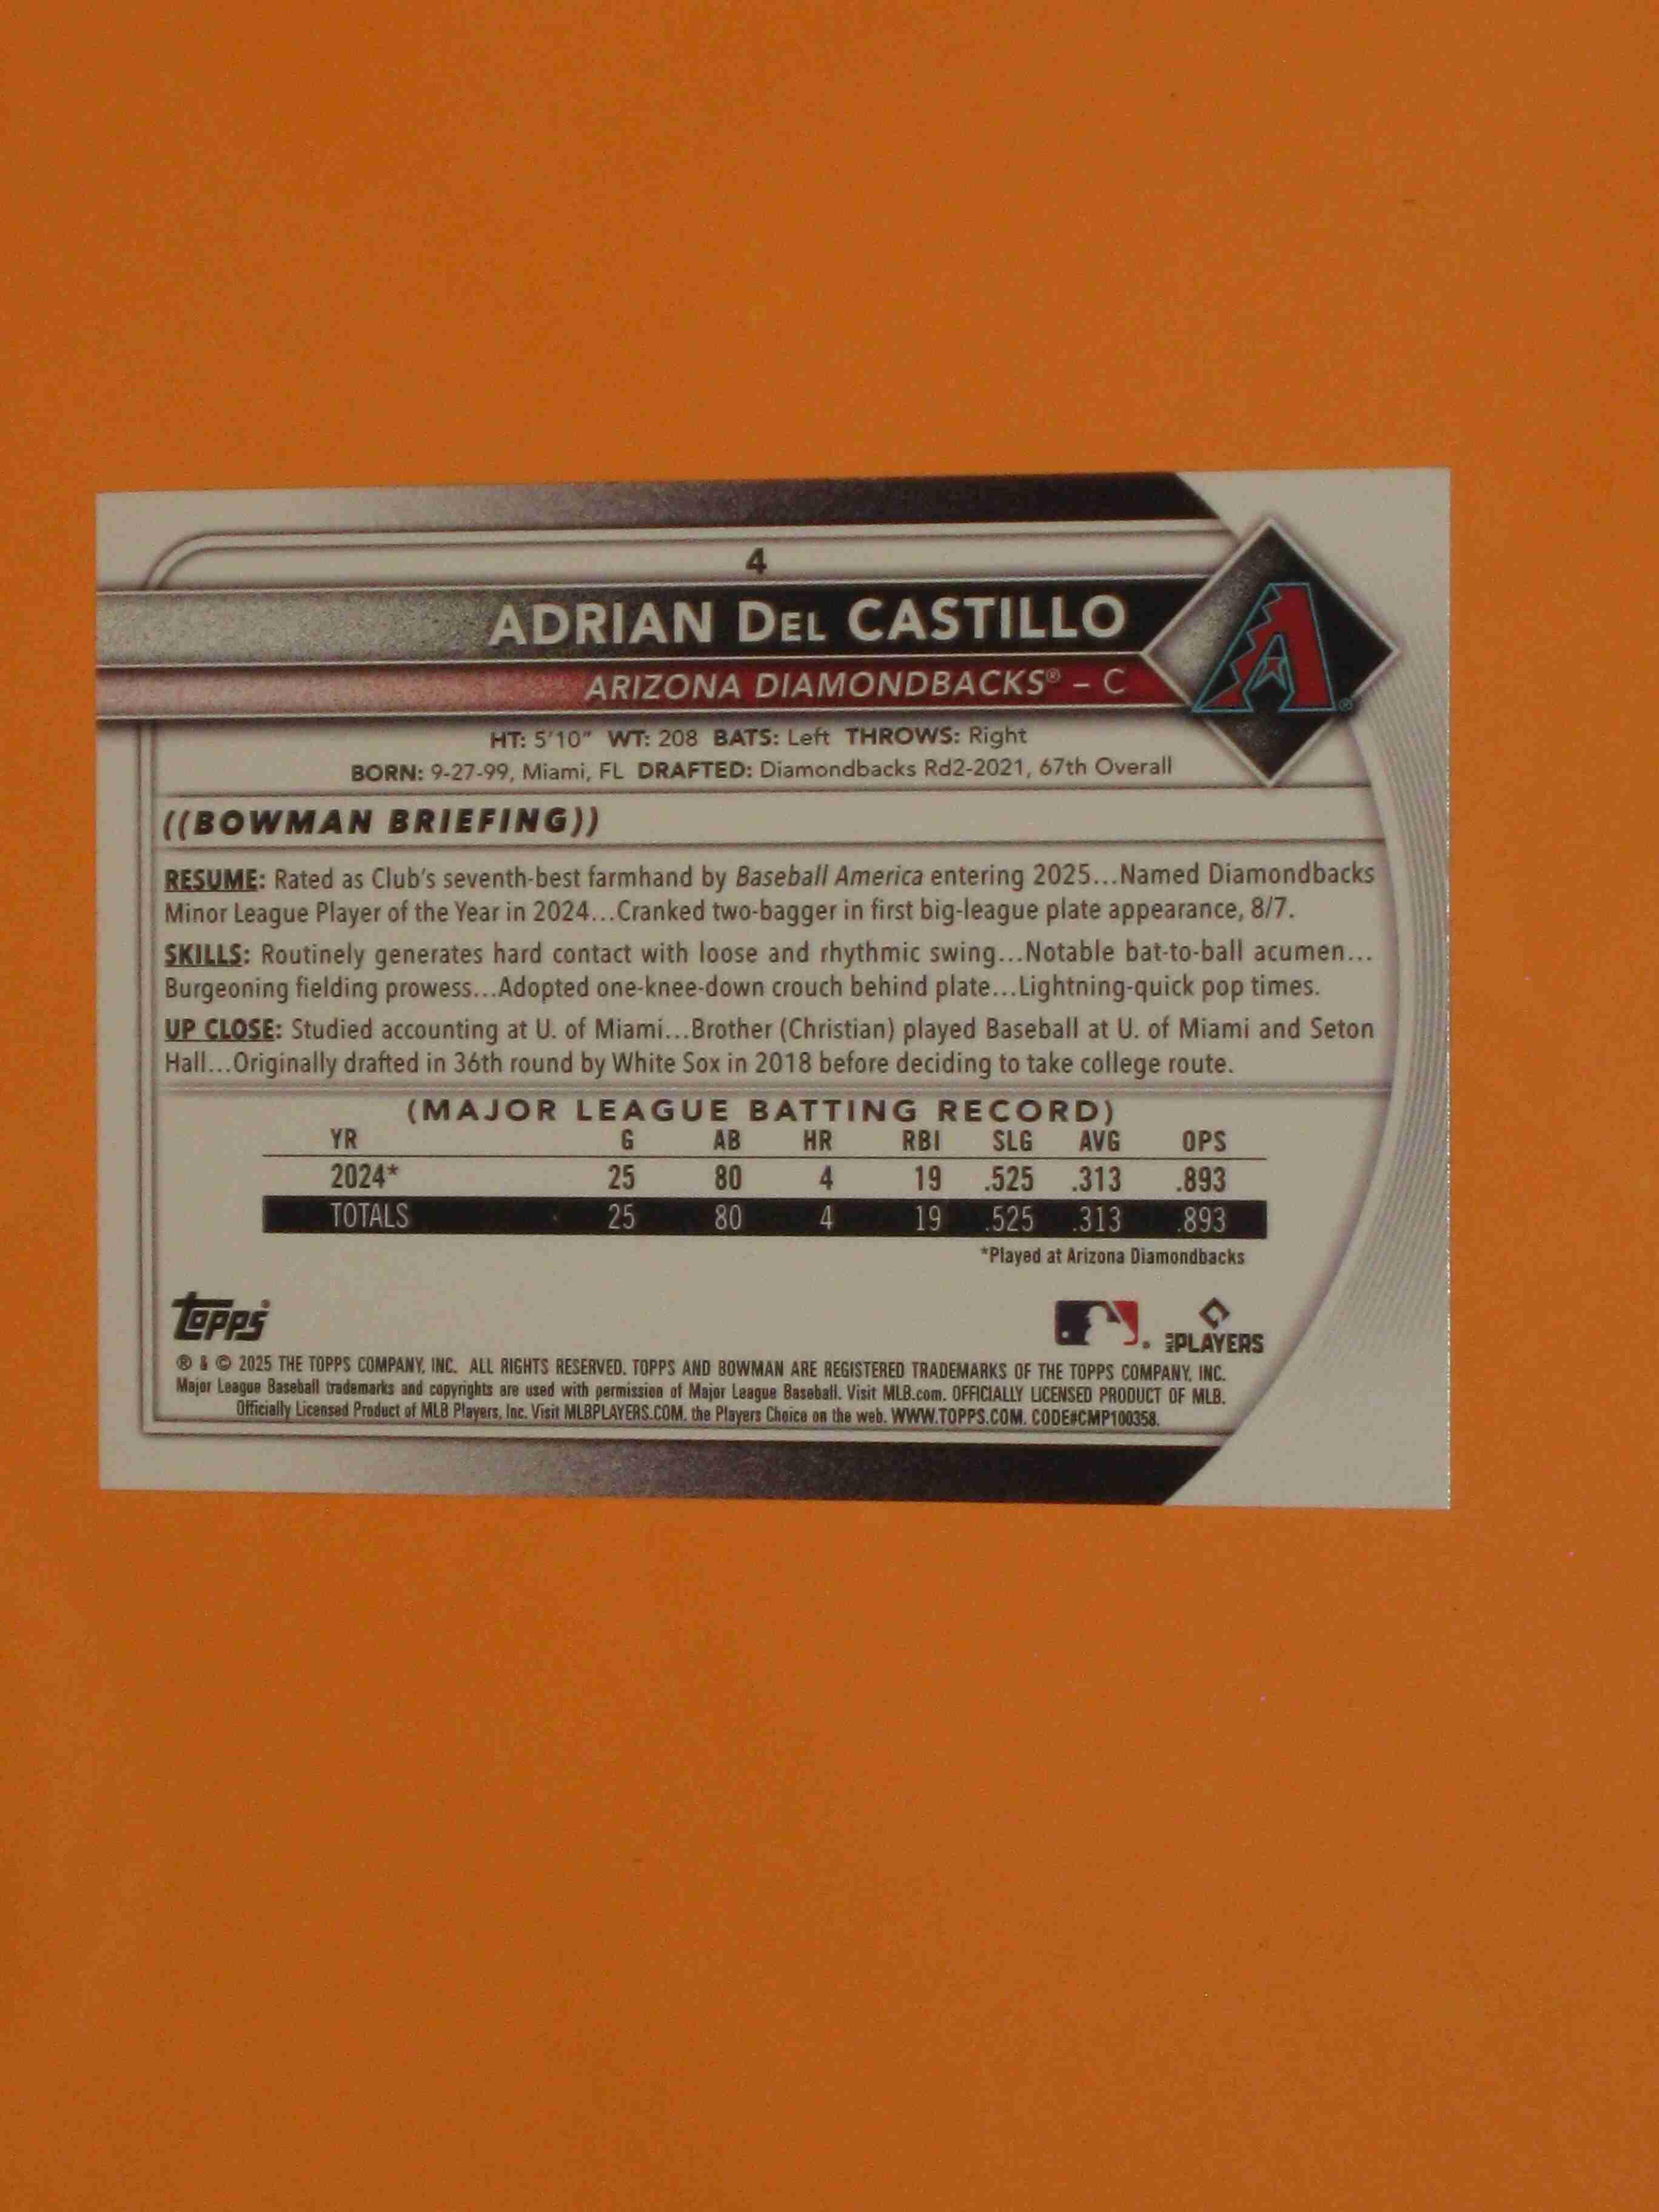 4
ADRIAN DEL CASTILLO
ARIZONA DIAMONDBACKS® – C
A®
HT: 5'10" WT: 208 BATS: Left THROWS: Right
BORN: 9-27-99, Miami, FL DRAFTED: Diamondbacks Rd2-2021, 67th Overall
((BOWMAN BRIEFING))
RESUME: Rated as Club's seventh-best farmhand by Baseball America entering 2025...Named Diamondbacks
Minor League Player of the Year in 2024...Cranked two-bagger in first big-league plate appearance, 8/7.
SKILLS: Routinely generates hard contact with loose and rhythmic swing...Notable bat-to-ball acumen...
Burgeoning fielding prowess...Adopted one-knee-down crouch behind plate...Lightning-quick pop times.
UP CLOSE: Studied accounting at U. of Miami...Brother (Christian) played Baseball at U. of Miami and Seton
Hall...Originally drafted in 36th round by White Sox in 2018 before deciding to take college route.
(MAJOR LEAGUE BATTING RECORD)
YR G AB HR RBI SLG AVG OPS
2024* 25 80 4 19 .525 .313 .893
TOTALS 25 80 4 19 .525 .313 .893
*Played at Arizona Diamondbacks
Topps
MLB PLAYERS
® & © 2025 THE TOPPS COMPANY, INC. ALL RIGHTS RESERVED. TOPPS AND BOWMAN ARE REGISTERED TRADEMARKS OF THE TOPPS COMPANY, INC.
Major League Baseball trademarks and copyrights are used with permission of Major League Baseball. Visit MLB.com. OFFICIALLY LICENSED PRODUCT OF MLB.
Officially Licensed Product of MLB Players, Inc. Visit MLBPLAYERS.COM, the Players Choice on the web. WWW.TOPPS.COM. CODE#CMP100358.